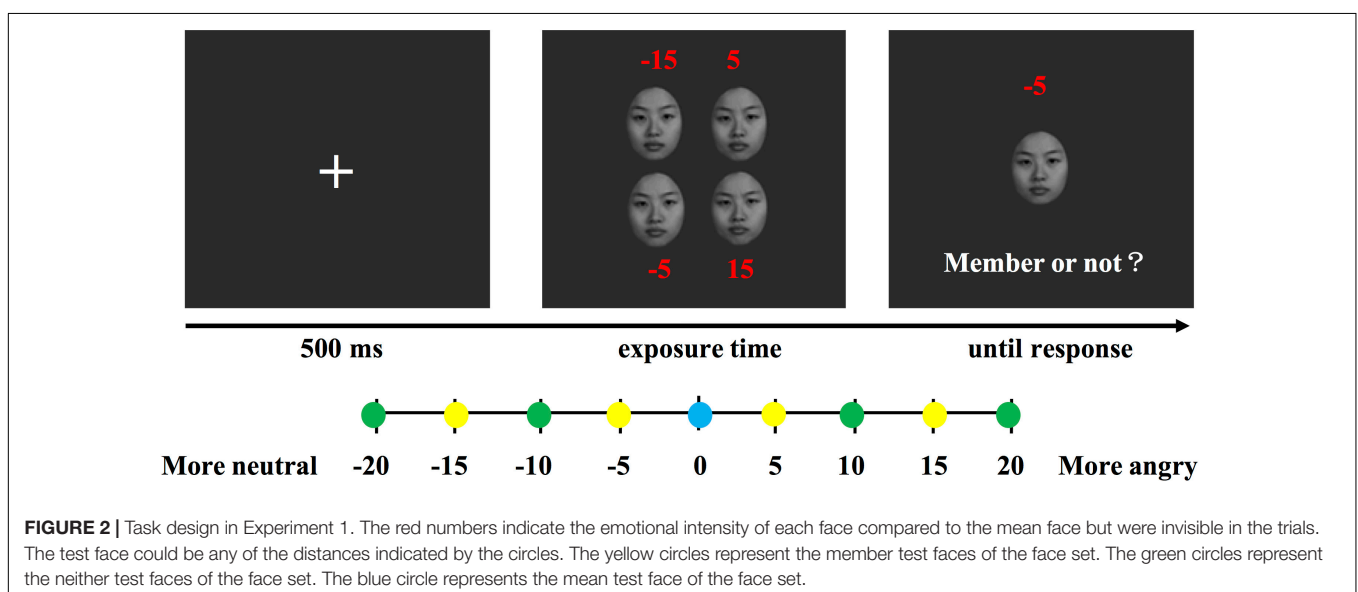 -15 5
-5 15
-5
Member or not？
500 ms exposure time until response
More neutral -20 -15 -10 -5 0 5 10 15 20 More angry
FIGURE 2 | Task design in Experiment 1. The red numbers indicate the emotional intensity of each face compared to the mean face but were invisible in the trials.
The test face could be any of the distances indicated by the circles. The yellow circles represent the member test faces of the face set. The green circles represent
the neither test faces of the face set. The blue circle represents the mean test face of the face set.